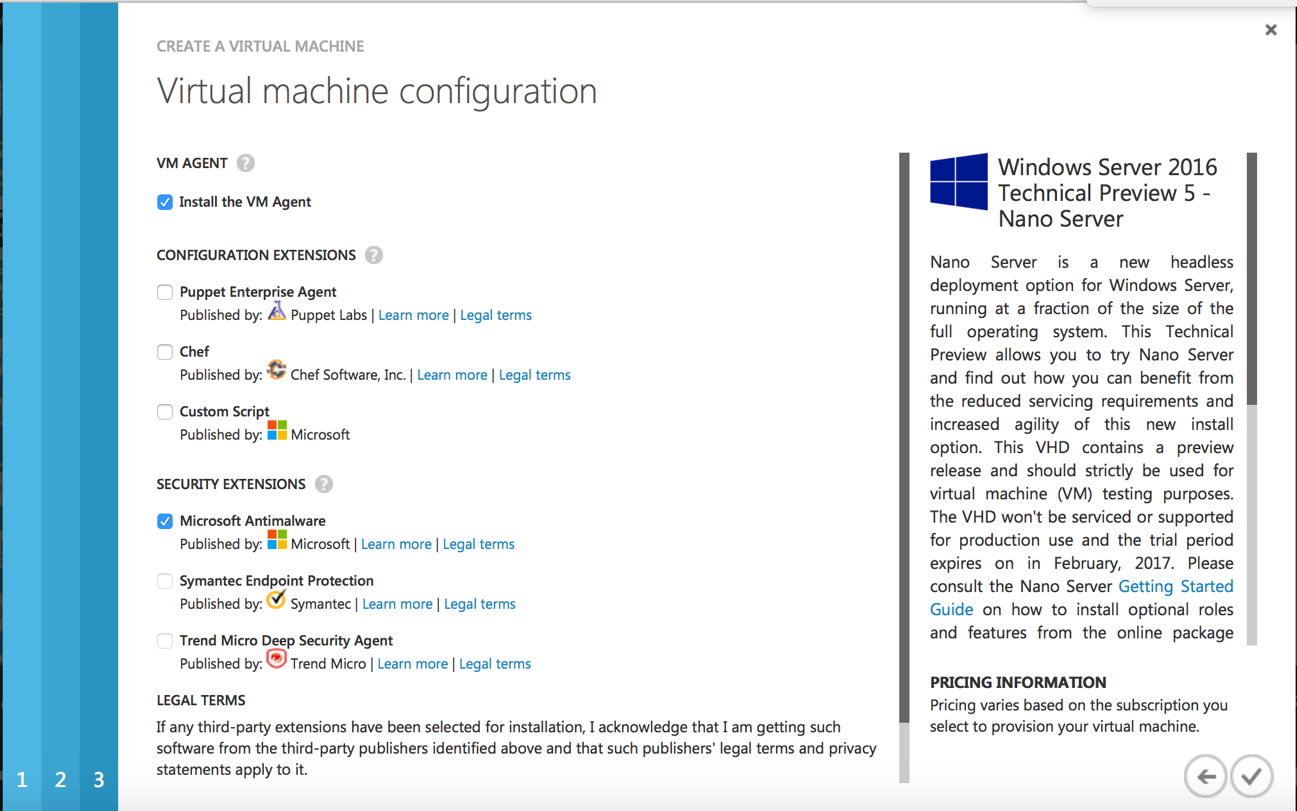 CREATE A VIRTUAL MACHINE
Virtual machine configuration
VM AGENT ?
Install the VM Agent
CONFIGURATION EXTENSIONS ?
Puppet Enterprise Agent
Published by: Puppet Labs | Learn more | Legal terms
Chef
Published by: Chef Software, Inc. | Learn more | Legal terms
Custom Script
Published by: Microsoft
SECURITY EXTENSIONS ?
Microsoft Antimalware
Published by: Microsoft | Learn more | Legal terms
Symantec Endpoint Protection
Published by: Symantec | Learn more | Legal terms
Trend Micro Deep Security Agent
Published by: Trend Micro | Learn more | Legal terms
LEGAL TERMS
If any third-party extensions have been selected for installation, I acknowledge that I am getting such
software from the third-party publishers identified above and that such publishers' legal terms and privacy
statements apply to it.
Windows Server 2016
Technical Preview 5 -
Nano Server
Nano Server is a new headless
deployment option for Windows Server,
running at a fraction of the size of the
full operating system. This Technical
Preview allows you to try Nano Server
and find out how you can benefit from
the reduced servicing requirements and
increased agility of this new install
option. This VHD contains a preview
release and should strictly be used for
virtual machine (VM) testing purposes.
The VHD won't be serviced or supported
for production use and the trial period
expires on in February, 2017. Please
consult the Nano Server Getting Started
Guide on how to install optional roles
and features from the online package
PRICING INFORMATION
Pricing varies based on the subscription you
select to provision your virtual machine.
1 2 3